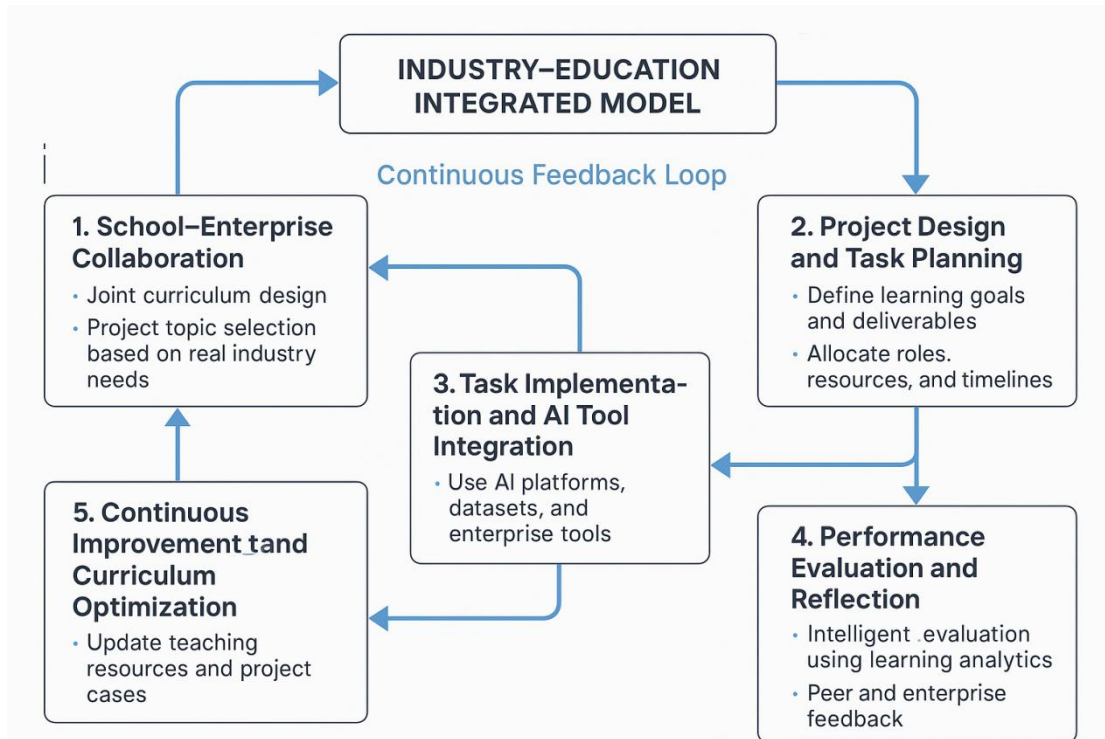 INDUSTRY–EDUCATION
INTEGRATED MODEL
Continuous Feedback Loop
1. School–Enterprise
Collaboration
• Joint curriculum design
• Project topic selection
based on real industry
needs
2. Project Design
and Task Planning
• Define learning goals
and deliverables
• Allocate roles.
resources, and timelines
3. Task Implementa-
tion and AI Tool
Integration
• Use AI platforms,
datasets, and
enterprise tools
4. Performance
Evaluation and
Reflection
• Intelligent .evaluation
using learning analytics
• Peer and enterprise
feedback
5. Continuous
Improvement_tand
Curriculum
Optimization
• Update teaching
resources and project
cases